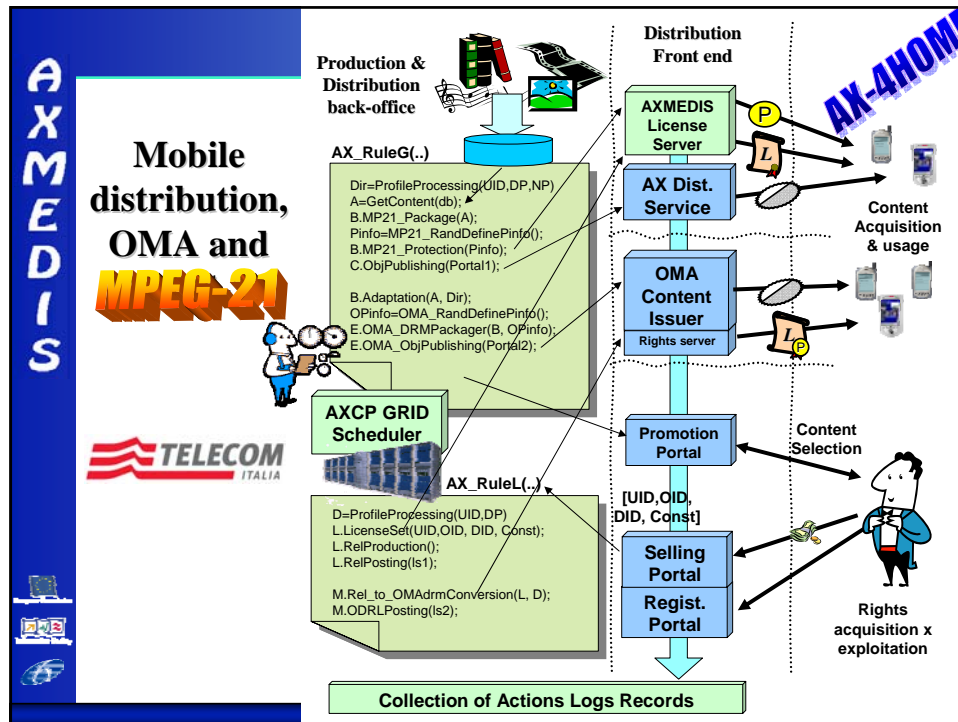 AXMEDIS
Mobile
distribution,
OMA and
MPEG-21
TELECOM
ITALIA
Production &
Distribution
back-office
Distribution
Front end
AX-4HOME
AX_RuleG(..)
Dir=ProfileProcessing(UID,DP,NP)
A=GetContent(db);
B.MP21_Package(A);
Pinfo=MP21_RandDefinePinfo();
B.MP21_Protection(Pinfo);
C.ObjPublishing(Portal1);
B.Adaptation(A, Dir);
OPinfo=OMA_RandDefinePinfo();
E.OMA_DRMPackager(B, OPinfo);
E.OMA_ObjPublishing(Portal2);
AXCP GRID
Scheduler
AX_RuleL(..)
D=ProfileProcessing(UID,DP)
L.LicenseSet(UID,OID, DID, Const);
L.RelProduction();
L.RelPosting(ls1);
M.Rel_to_OMAdrmConversion(L, D);
M.ODRLPosting(ls2);
AXMEDIS
License
Server
AX Dist.
Service
OMA
Content
Issuer
Rights server
Promotion
Portal
[UID,OID,
DID, Const]
Selling
Portal
Regist.
Portal
P
L
L
P
Content
Acquisition
& usage
Content
Selection
Rights
acquisition x
exploitation
Collection of Actions Logs Records